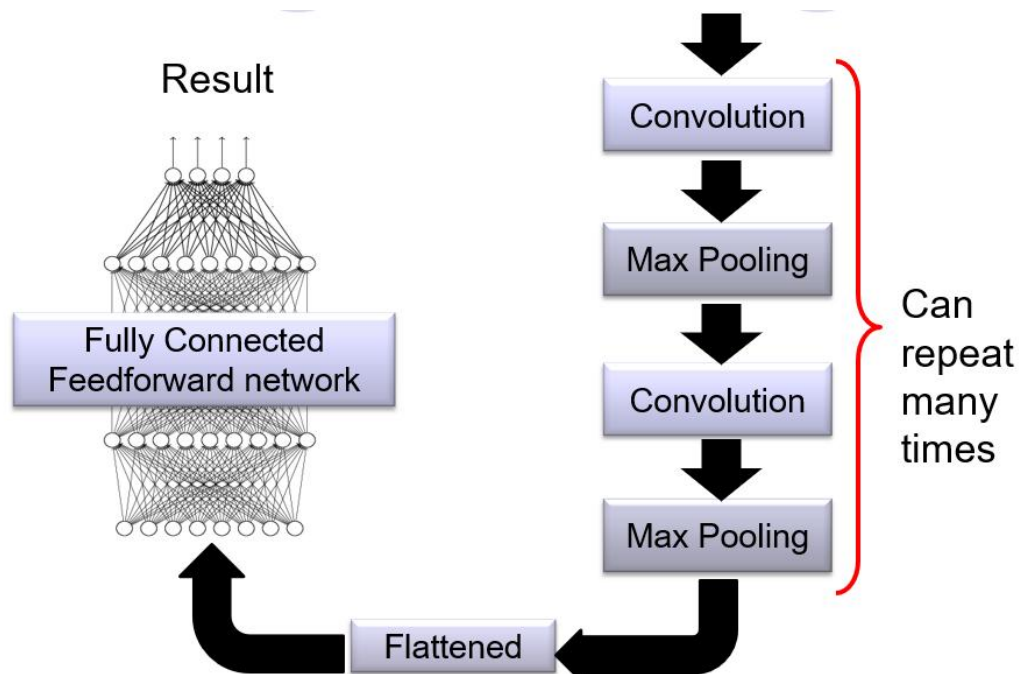 Result
Convolution
Max Pooling
Convolution
Max Pooling
Can
repeat
many
times
Fully Connected
Feedforward network
Flattened